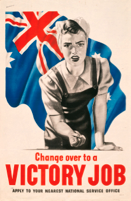 Change over to a
VICTORY JOB
APPLY TO YOUR NEAREST NATIONAL SERVICE OFFICE